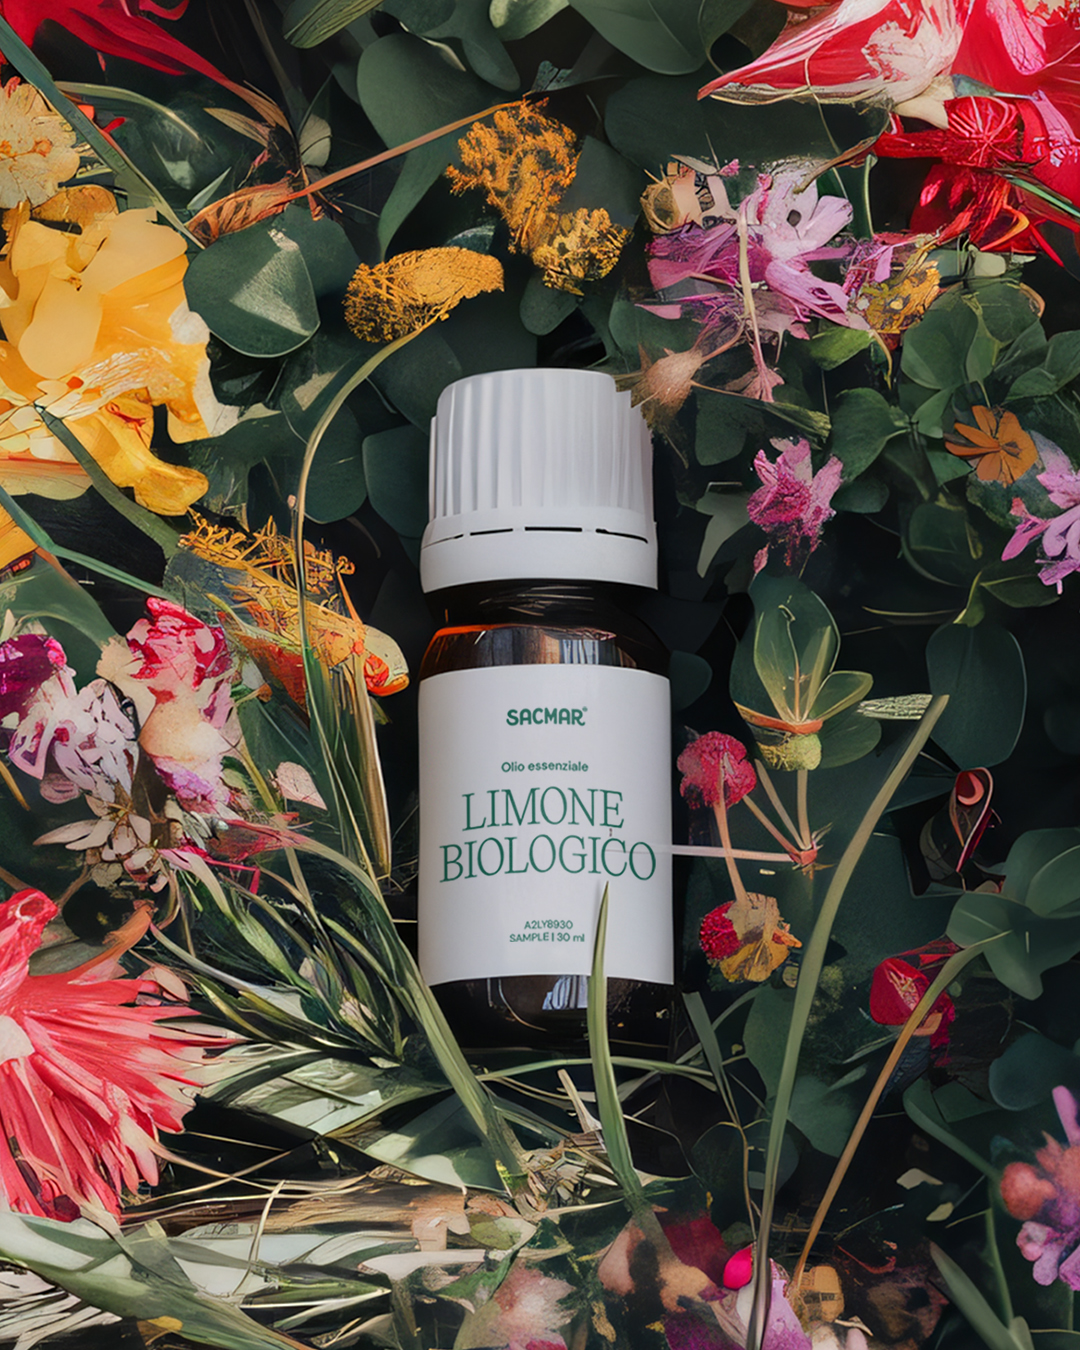 SACMAR®
Olio essenziale
LIMONE
BIOLOGICO
A2LY8930
SAMPLE | 30 ml